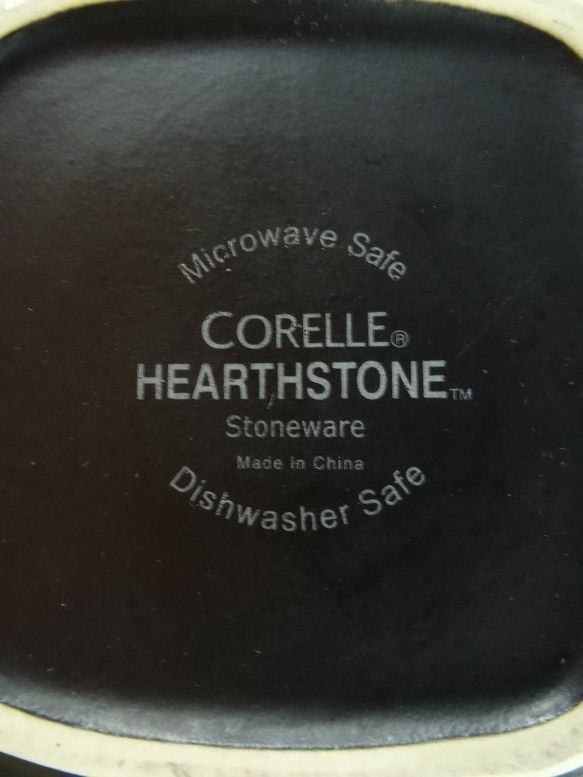 Microwave Safe
CORELLE®
HEARTHSTONE™
Stoneware
Made in China
Dishwasher Safe